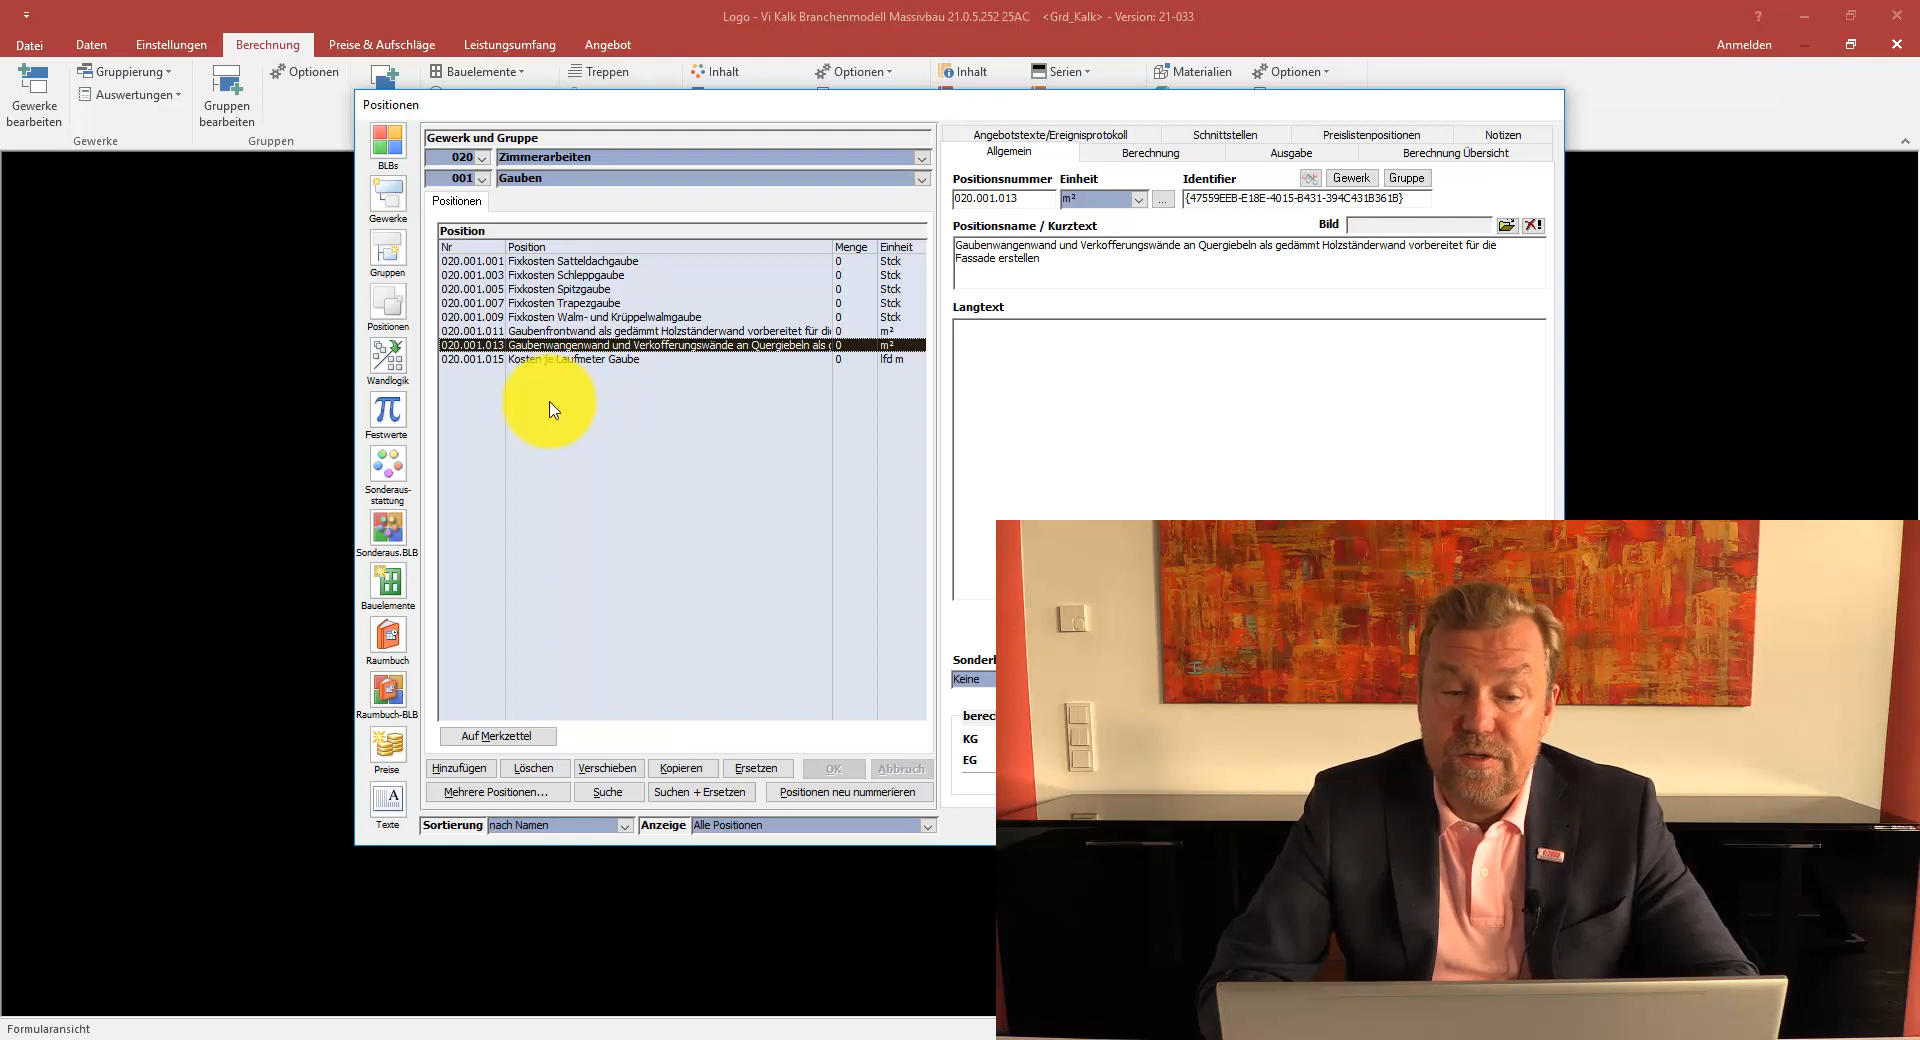 Logo - Vi Kalk Branchenmodell Massivbau 21.0.5.252 25AC <Grd_Kalk> - Version: 21-033
Datei Daten Einstellungen Berechnung Preise & Aufschläge Leistungsumfang Angebot Anmelden
Gewerke bearbeiten
Gruppierung
Auswertungen
Gewerke
Gruppen bearbeiten
Optionen
Gruppen
Bauelemente
Treppen
Inhalt
Optionen
Inhalt
Serien
Materialien
Optionen
Positionen
BLBs
Gewerke
Gruppen
Positionen
Wandlogik
π
Festwerte
Sonderaus-
stattung
Sonderaus.BLB
Bauelemente
Raumbuch
Raumbuch-BLB
Preise
A
Texte
Gewerk und Gruppe
020 Zimmerarbeiten
001 Gauben
Positionen
Position
Nr Position Menge Einheit
020.001.001 Fixkosten Satteldachgaube 0 Stck
020.001.003 Fixkosten Schleppgaube 0 Stck
020.001.005 Fixkosten Spitzgaube 0 Stck
020.001.007 Fixkosten Trapezgaube 0 Stck
020.001.009 Fixkosten Walm- und Krüppelwalmgaube 0 Stck
020.001.011 Gaubenfrontwand als gedämmt Holzständerwand vorbereitet für di 0 m²
020.001.013 Gaubenwangenwand und Verkofferungswände an Quergiebeln als 0 m²
020.001.015 Kosten je Laufmeter Gaube 0 lfd m
Auf Merkzettel
Hinzufügen Löschen Verschieben Kopieren Ersetzen OK Abbruch
Mehrere Positionen... Suche Suchen + Ersetzen Positionen neu nummerieren
Sortierung nach Namen Anzeige Alle Positionen
Angebotstexte/Ereignisprotokoll Schnittstellen Preislistenpositionen Notizen
Allgemein Berechnung Ausgabe Berechnung Übersicht
Positionsnummer Einheit Identifier Gewerk Gruppe
020.001.013 m² ... {47559EEB-E18E-4015-B431-394C431B361B}
Positionsname / Kurztext Bild
Gaubenwangenwand und Verkofferungswände an Quergiebeln als gedämmt Holzständerwand vorbereitet für die
Fassade erstellen
Langtext
Keine
KG
EG
Formularansicht